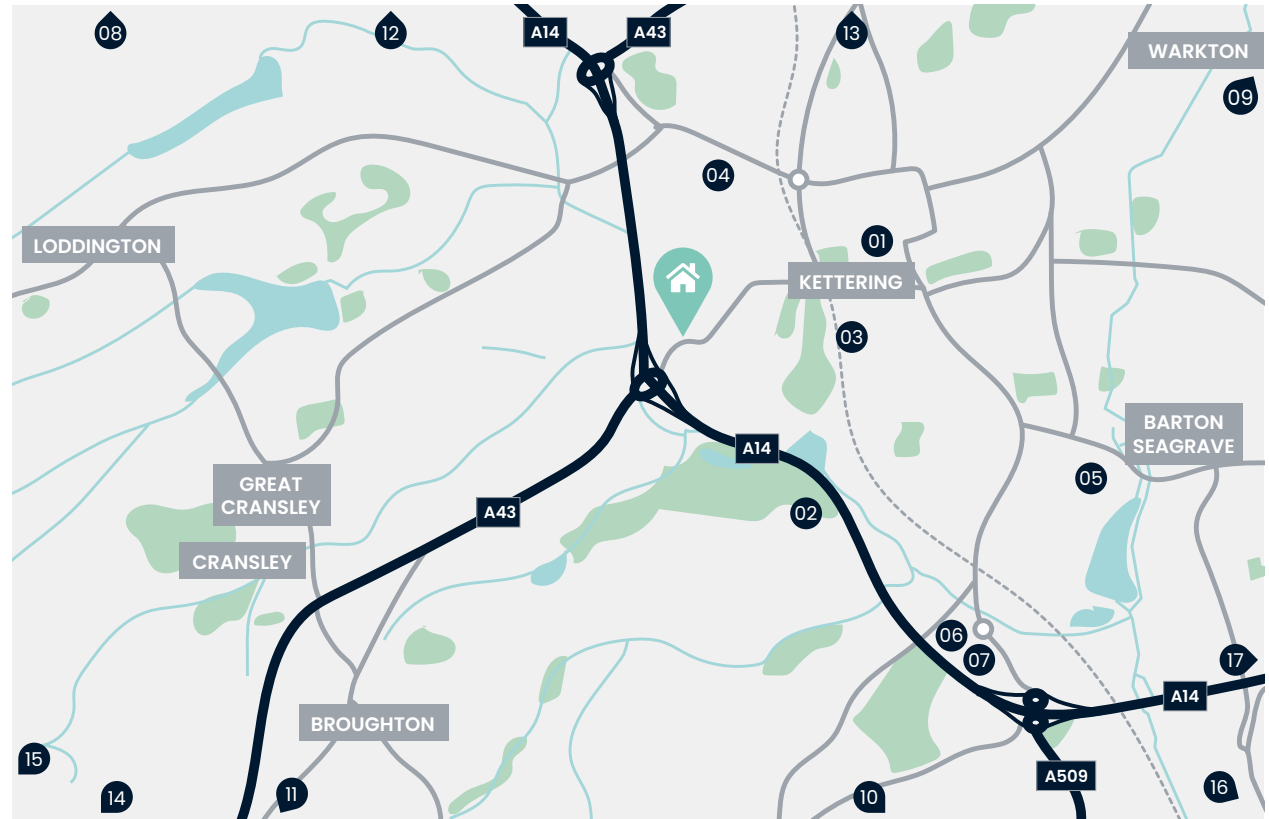 08
12
A14
A43
13
WARKTON
09
04
01
LODDINGTON
KETTERING
03
BARTON
SEAGRAVE
A14
05
GREAT
CRANSLEY
A43
02
CRANSLEY
06
07
17
A14
BROUGHTON
15
A509
14
11
10
16